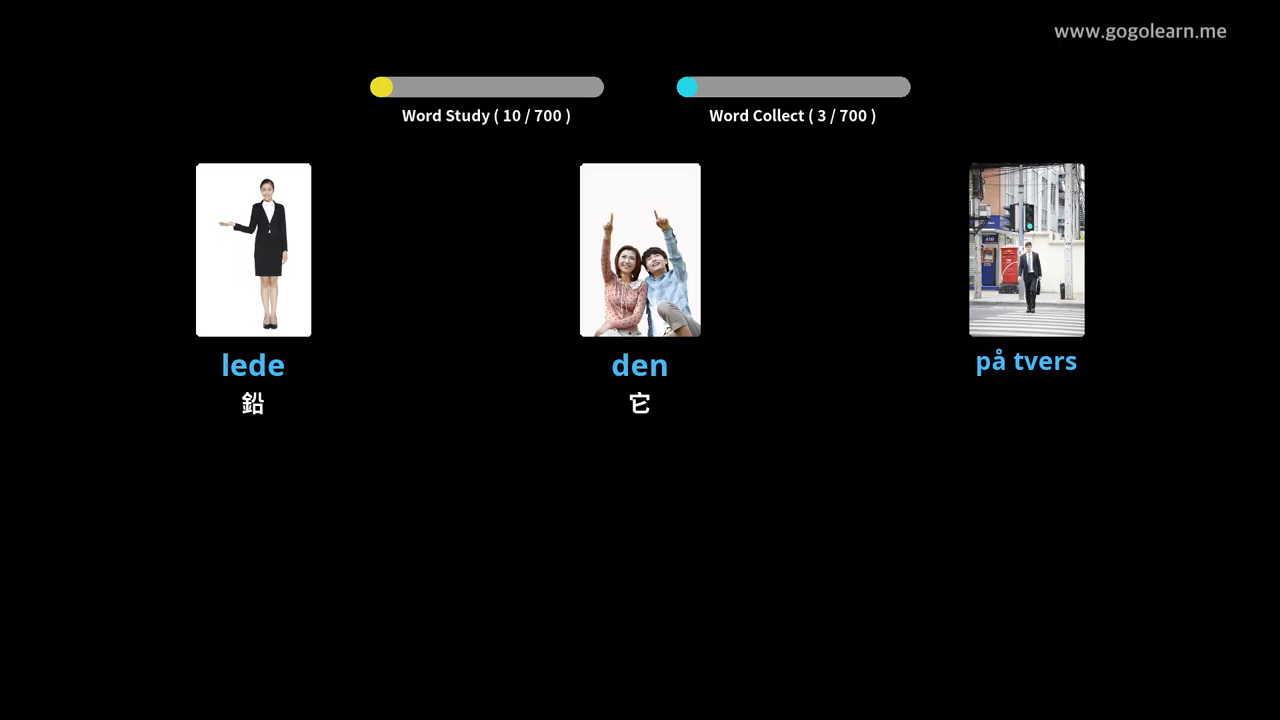 www.gogolearn.me
Word Study ( 10 / 700 )
Word Collect ( 3 / 700 )
lede
鉛
den
它
på tvers